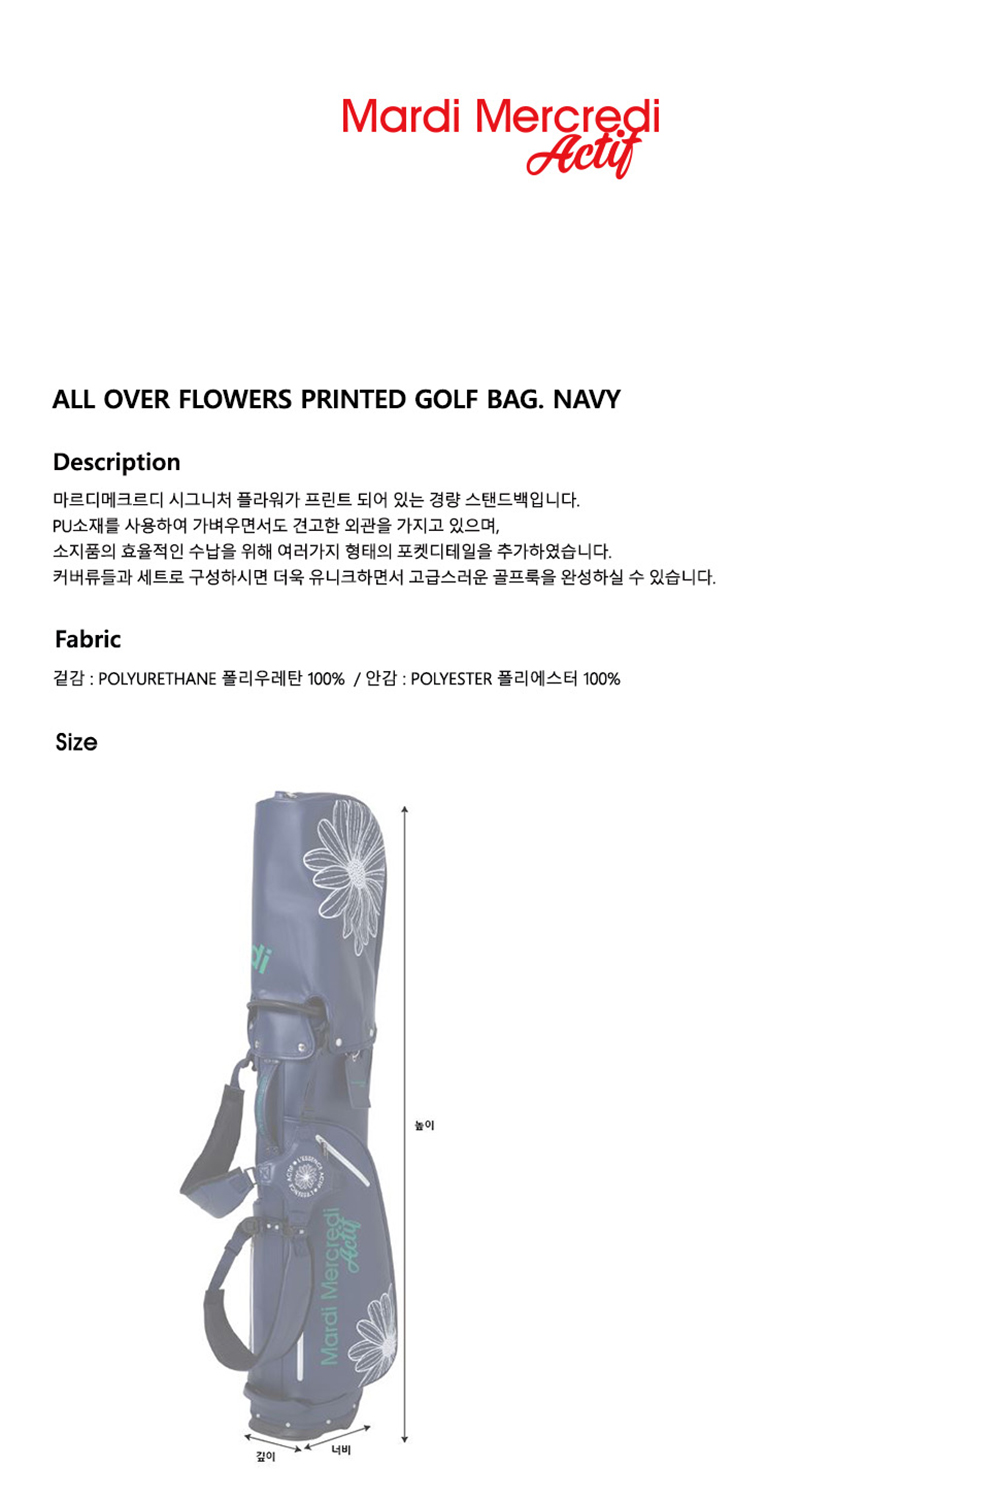 Mardi Mercredi
Actif
ALL OVER FLOWERS PRINTED GOLF BAG. NAVY
Description
마르디메크르디 시그니처 플라워가 프린트 되어 있는 경량 스탠드백입니다.
PU소재를 사용하여 가벼우면서도 견고한 외관을 가지고 있으며,
소지품의 효율적인 수납을 위해 여러가지 형태의 포켓디테일을 추가하였습니다.
커버류들과 세트로 구성하시면 더욱 유니크하면서 고급스러운 골프룩을 완성하실 수 있습니다.
Fabric
겉감 : POLYURETHANE 폴리우레탄 100% / 안감 : POLYESTER 폴리에스터 100%
Size
di
높이
L'ESSENCE ACTIF • L'ESSENCE ACTIF •
Mardi Mercredi
Actif
깊이
너비